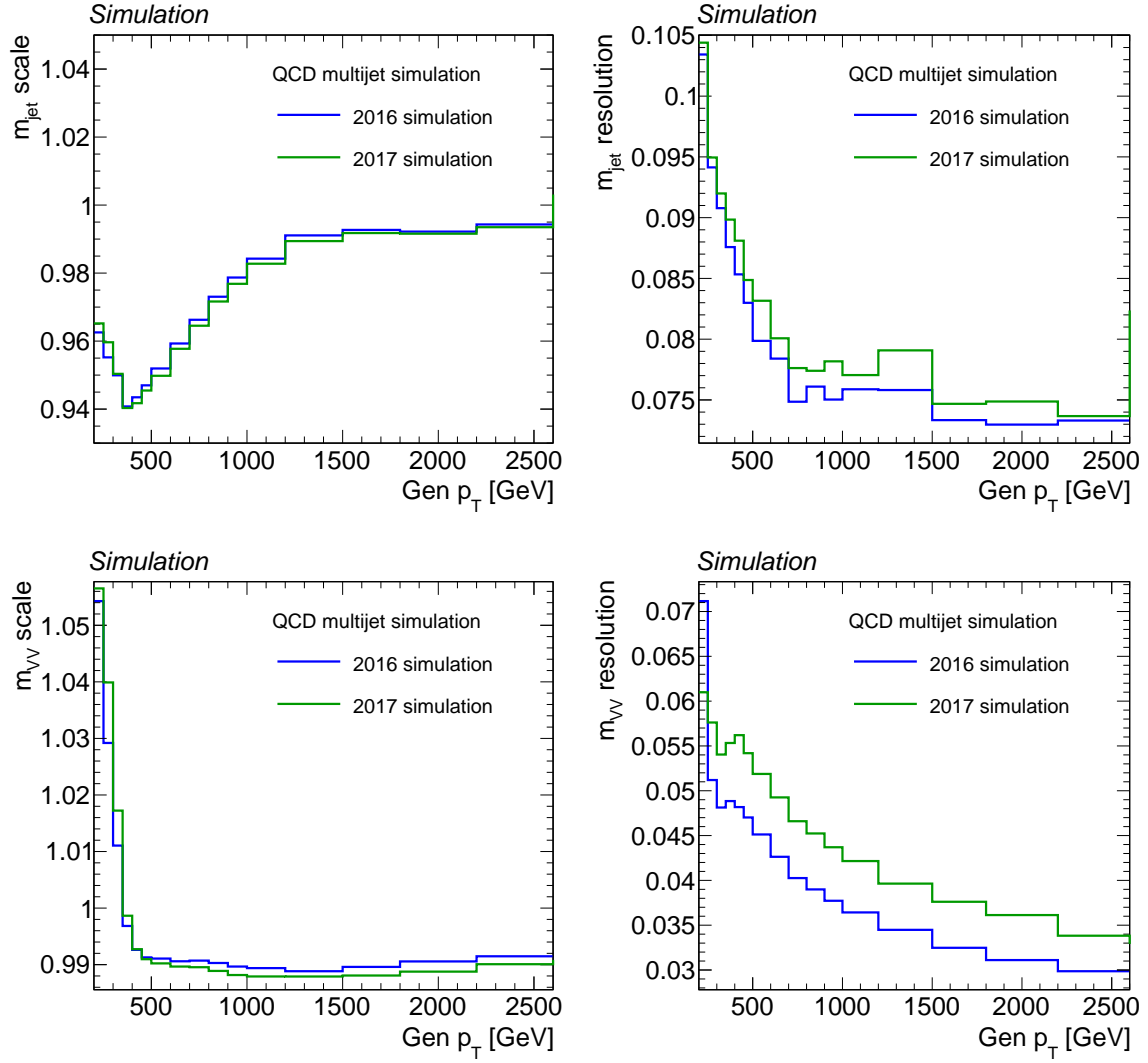 Simulation
m_jet scale
1.04
1.02
1
0.98
0.96
0.94
QCD multijet simulation
2016 simulation
2017 simulation
500 1000 1500 2000 2500
Gen p_T [GeV]
Simulation
m_jet resolution
0.105
0.1
0.095
0.09
0.085
0.08
0.075
QCD multijet simulation
2016 simulation
2017 simulation
500 1000 1500 2000 2500
Gen p_T [GeV]
Simulation
m_VV scale
1.05
1.04
1.03
1.02
1.01
1
0.99
QCD multijet simulation
2016 simulation
2017 simulation
500 1000 1500 2000 2500
Gen p_T [GeV]
Simulation
m_VV resolution
0.07
0.065
0.06
0.055
0.05
0.045
0.04
0.035
0.03
QCD multijet simulation
2016 simulation
2017 simulation
500 1000 1500 2000 2500
Gen p_T [GeV]